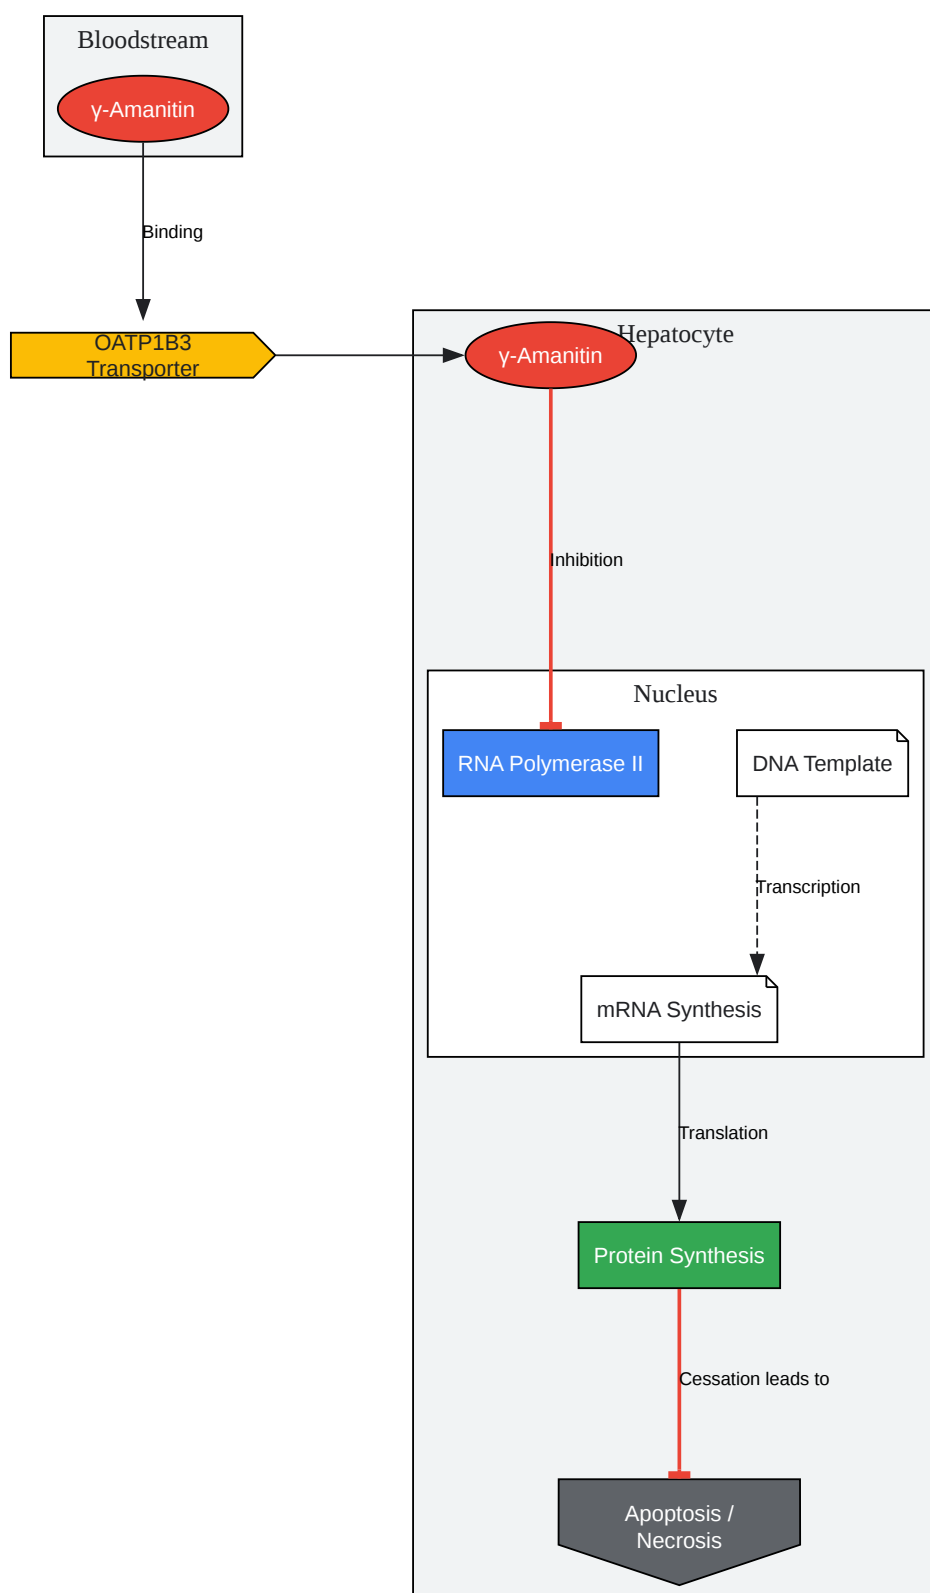 Bloodstream
γ-Amanitin
Binding
OATP1B3
Transporter
Hepatocyte
γ-Amanitin
Inhibition
Nucleus
RNA Polymerase II
DNA Template
Transcription
mRNA Synthesis
Translation
Protein Synthesis
Cessation leads to
Apoptosis /
Necrosis